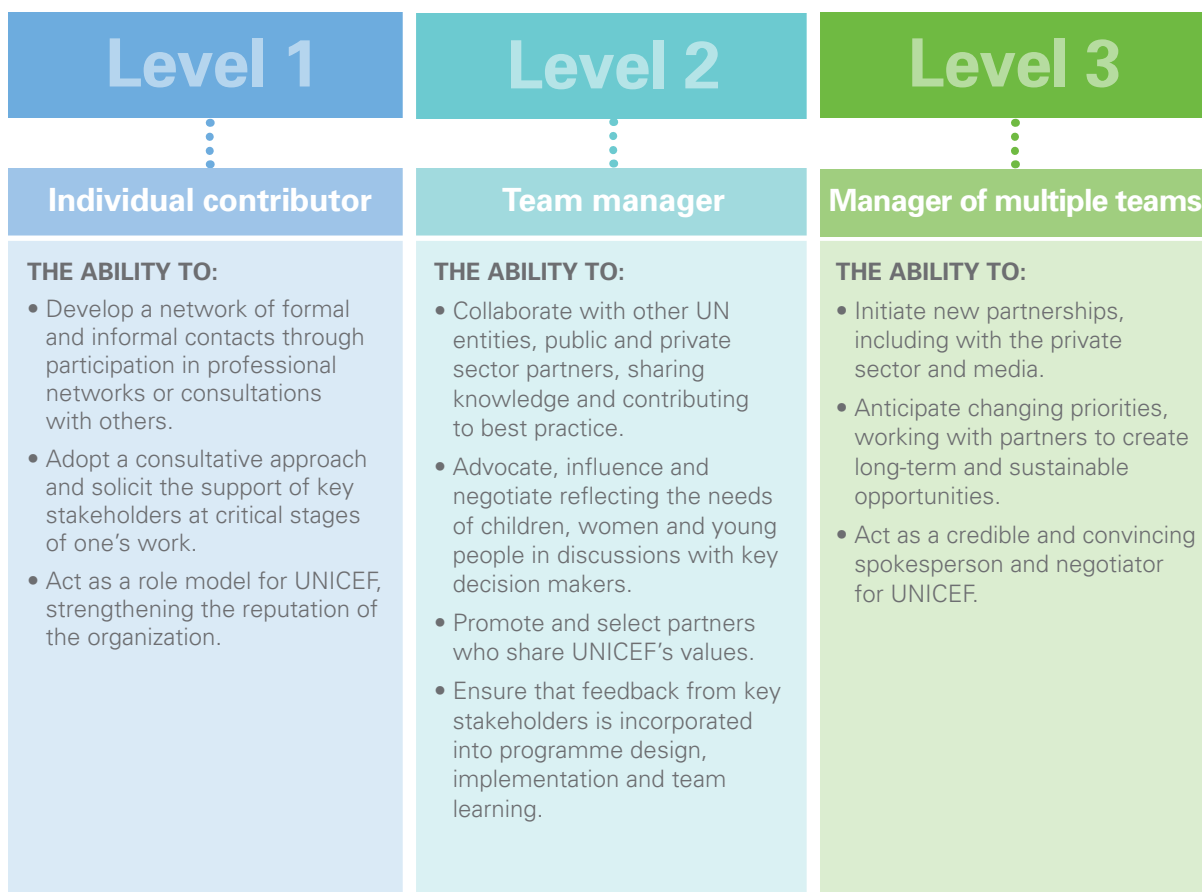 Level 1
Individual contributor
THE ABILITY TO:
• Develop a network of formal
and informal contacts through
participation in professional
networks or consultations
with others.
• Adopt a consultative approach
and solicit the support of key
stakeholders at critical stages
of one’s work.
• Act as a role model for UNICEF,
strengthening the reputation of
the organization.
Level 2
Team manager
THE ABILITY TO:
• Collaborate with other UN
entities, public and private
sector partners, sharing
knowledge and contributing
to best practice.
• Advocate, influence and
negotiate reflecting the needs
of children, women and young
people in discussions with key
decision makers.
• Promote and select partners
who share UNICEF’s values.
• Ensure that feedback from key
stakeholders is incorporated
into programme design,
implementation and team
learning.
Level 3
Manager of multiple teams
THE ABILITY TO:
• Initiate new partnerships,
including with the private
sector and media.
• Anticipate changing priorities,
working with partners to create
long-term and sustainable
opportunities.
• Act as a credible and convincing
spokesperson and negotiator
for UNICEF.